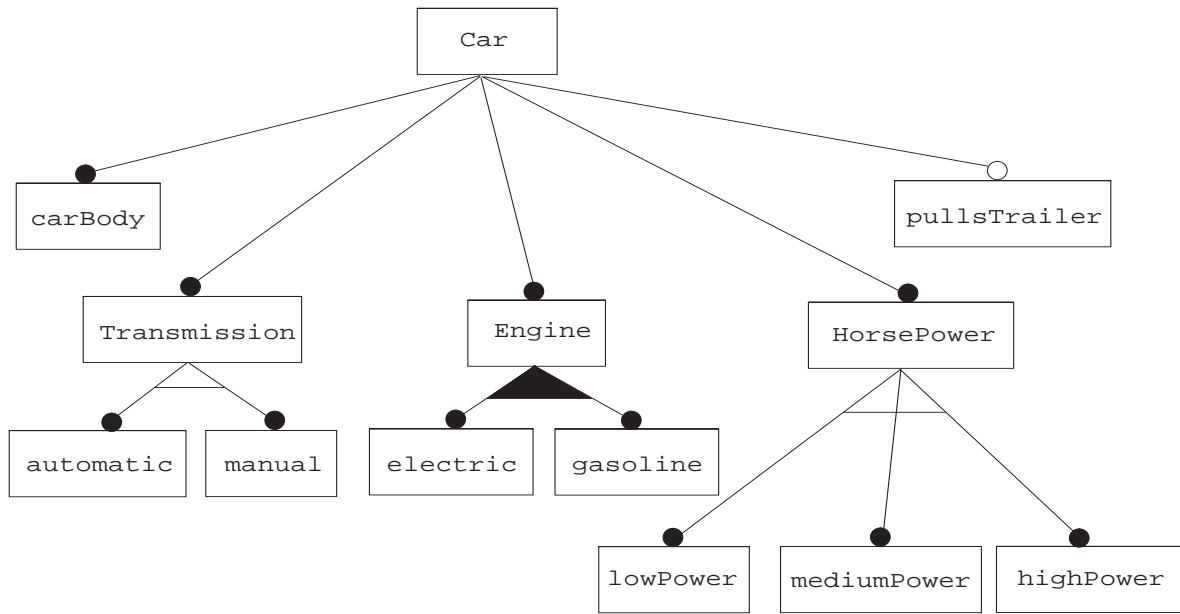 Car
carBody
pullsTrailer
Transmission
Engine
HorsePower
automatic
manual
electric
gasoline
lowPower
mediumPower
highPower